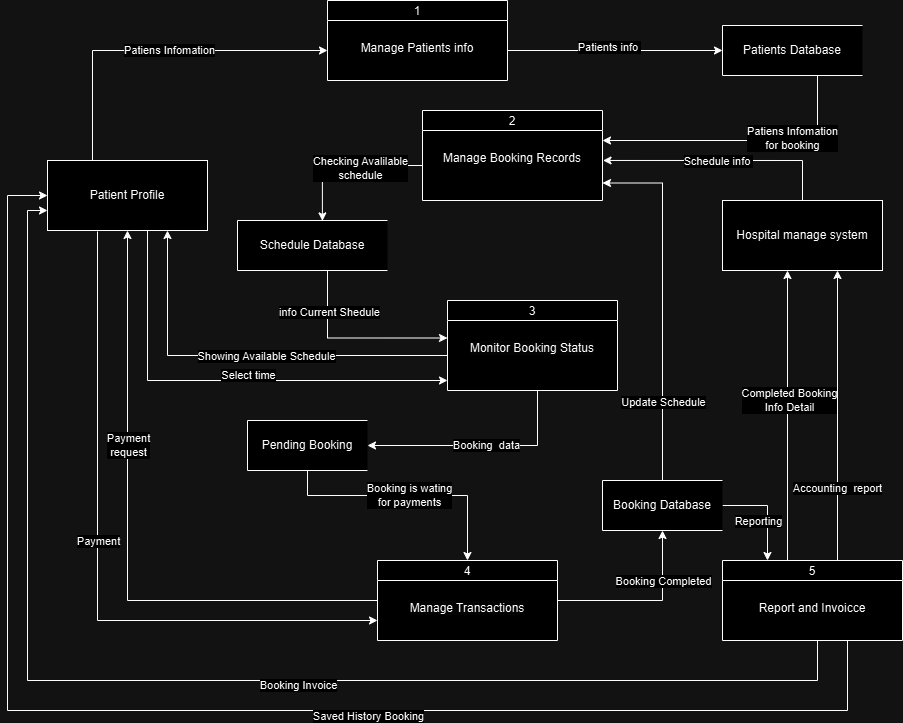 1
Manage Patients info
Patiens Infomation
Patients info
Patients Database
2
Manage Booking Records
Patiens Infomation
for booking
Checking Avalilable
schedule
Schedule info
Patient Profile
Schedule Database
Hospital manage system
info Current Shedule
3
Monitor Booking Status
Showing Available Schedule
Select time
Update Schedule
Completed Booking
Info Detail
Payment
request
Pending Booking
Booking  data
Booking is wating
for payments
Accounting  report
Booking Database
Reporting
Payment
4
Manage Transactions
Booking Completed
5
Report and Invoicce
Booking Invoice
Saved History Booking